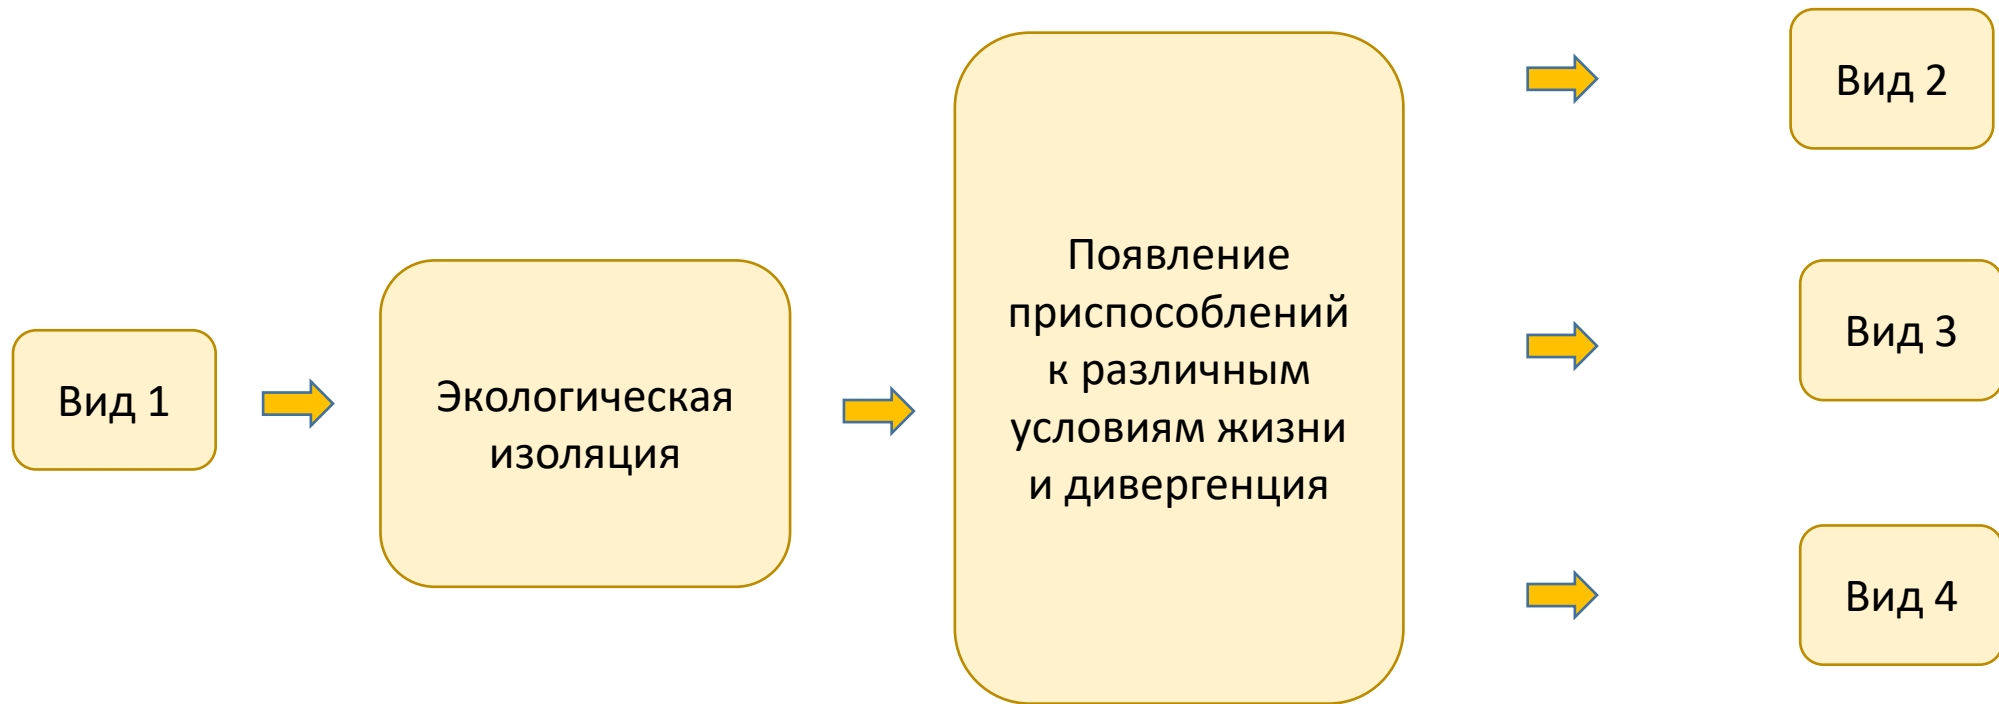 Вид 1
Экологическая
изоляция
Появление
приспособлений
к различным
условиям жизни
и дивергенция
Вид 2
Вид 3
Вид 4